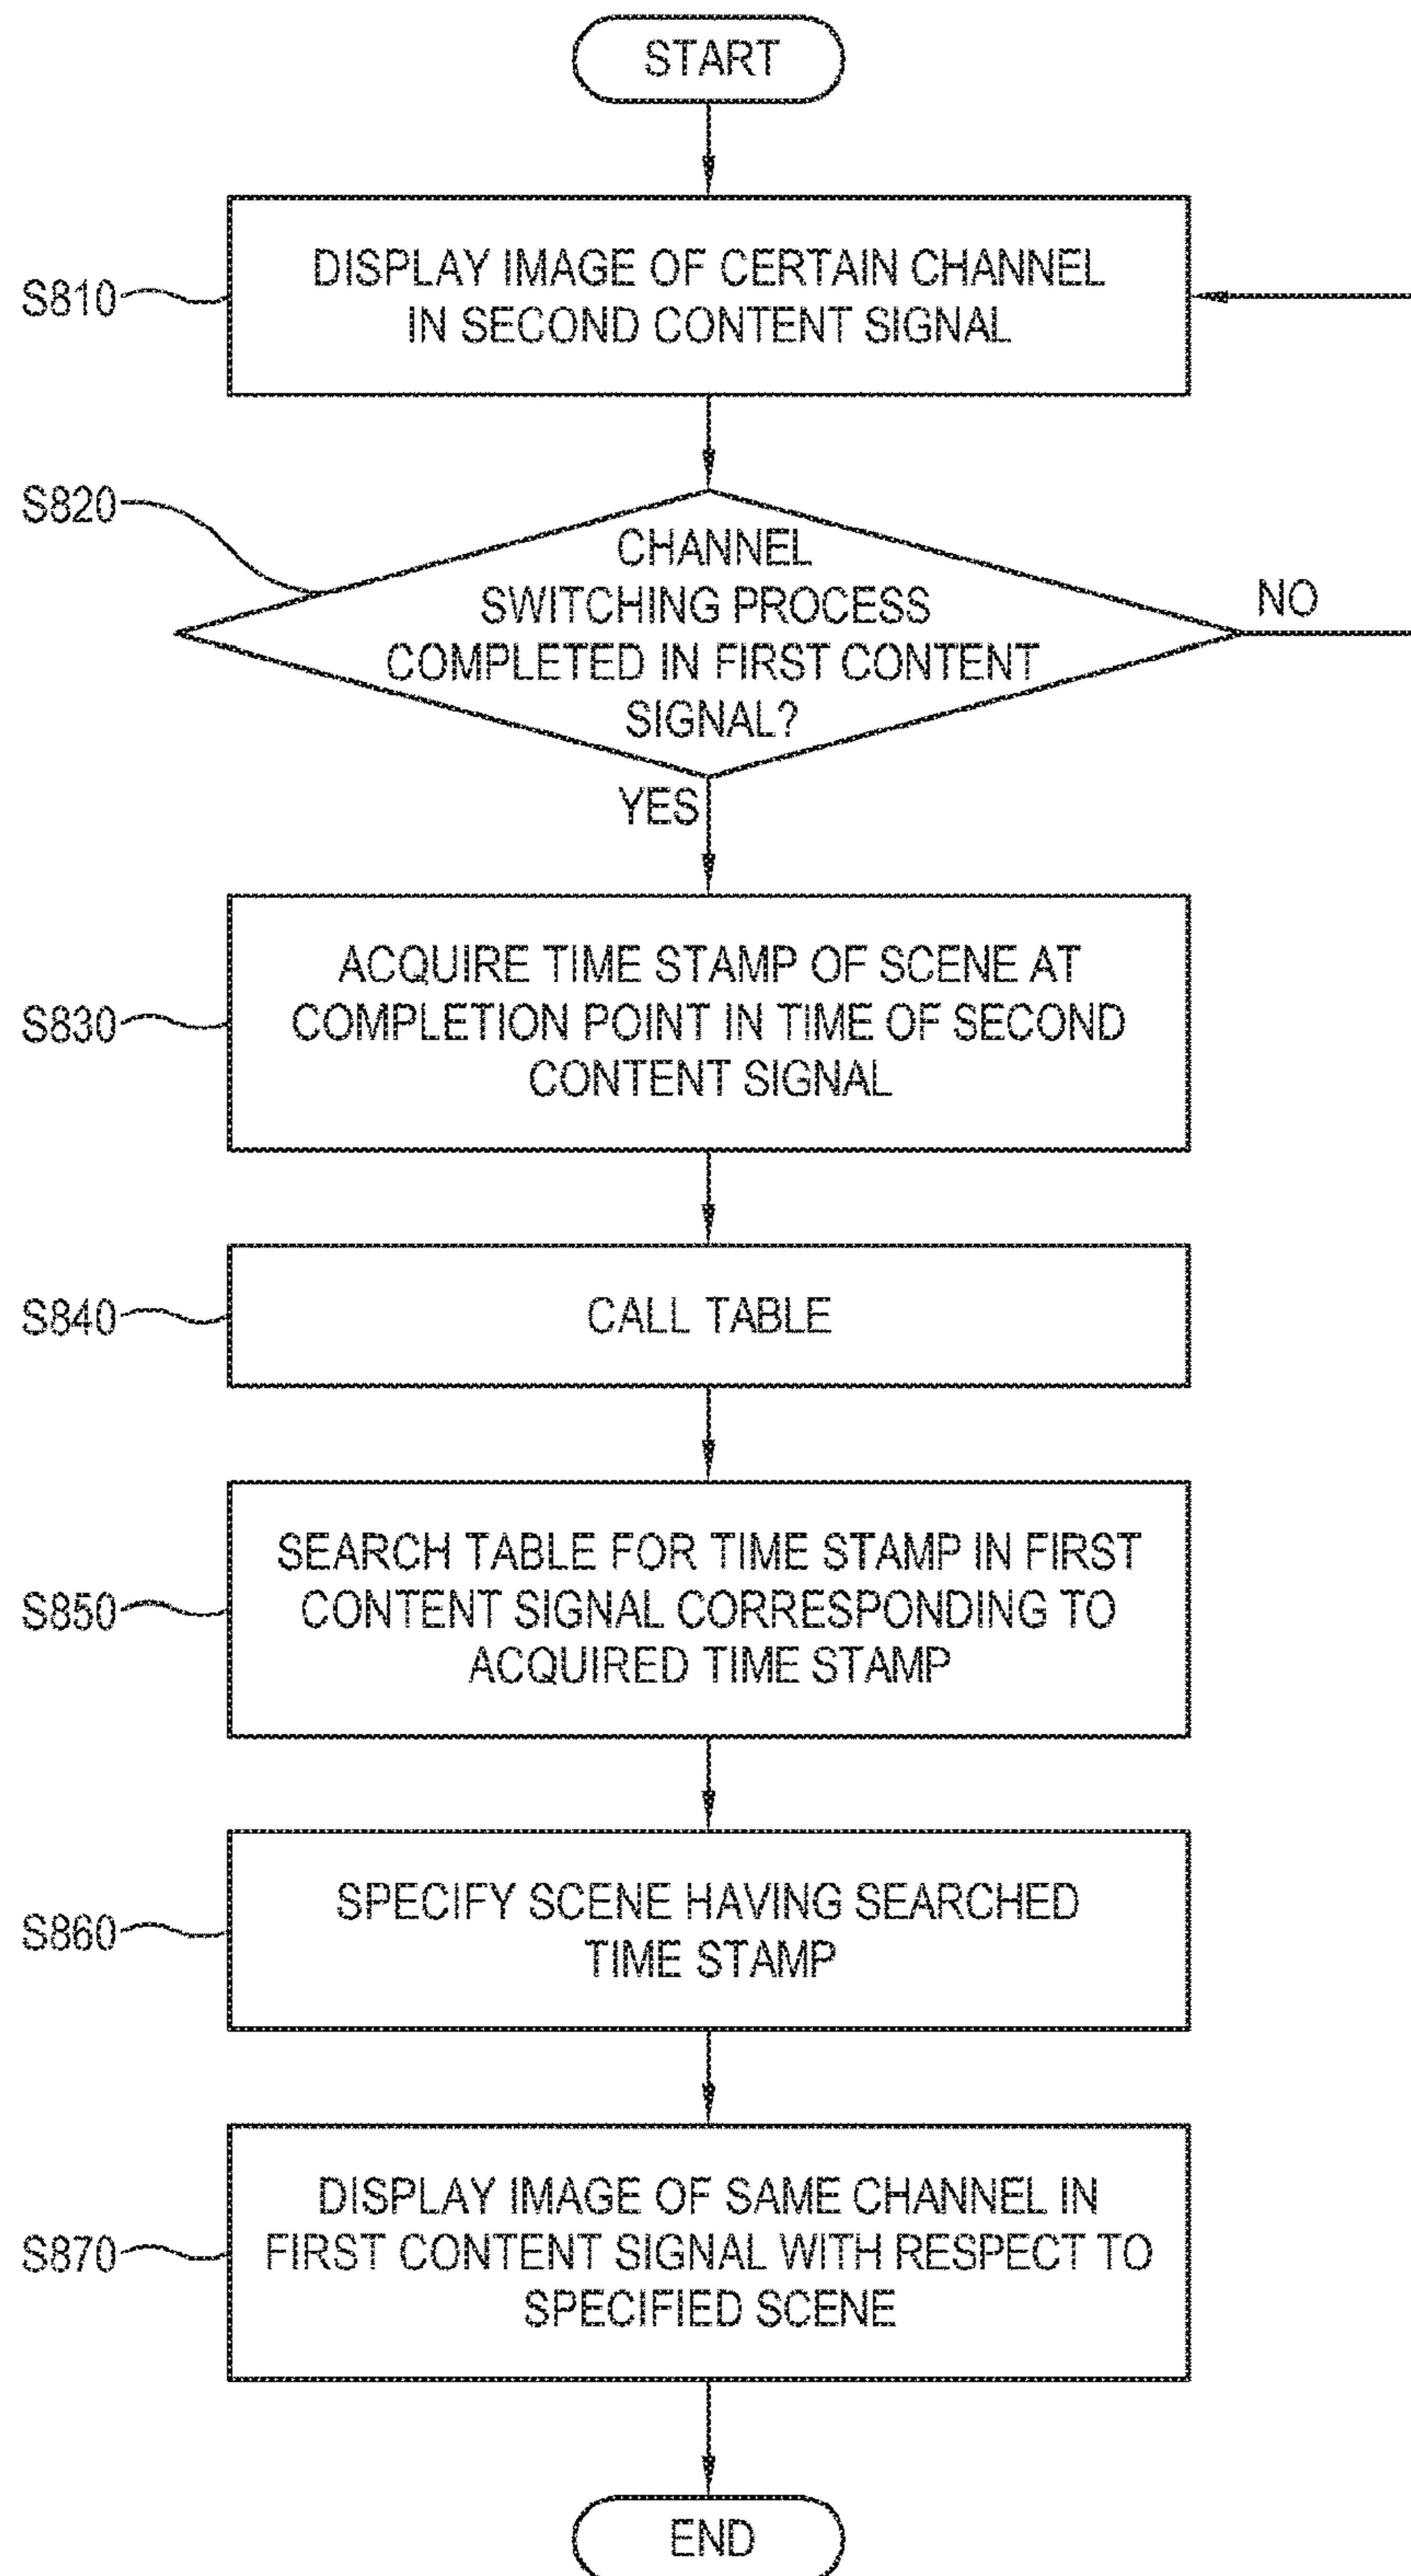 START
S810
DISPLAY IMAGE OF CERTAIN CHANNEL
IN SECOND CONTENT SIGNAL
S820
CHANNEL
SWITCHING PROCESS
COMPLETED IN FIRST CONTENT
SIGNAL?
NO
YES
S830
ACQUIRE TIME STAMP OF SCENE AT
COMPLETION POINT IN TIME OF SECOND
CONTENT SIGNAL
S840
CALL TABLE
S850
SEARCH TABLE FOR TIME STAMP IN FIRST
CONTENT SIGNAL CORRESPONDING TO
ACQUIRED TIME STAMP
S860
SPECIFY SCENE HAVING SEARCHED
TIME STAMP
S870
DISPLAY IMAGE OF SAME CHANNEL IN
FIRST CONTENT SIGNAL WITH RESPECT TO
SPECIFIED SCENE
END